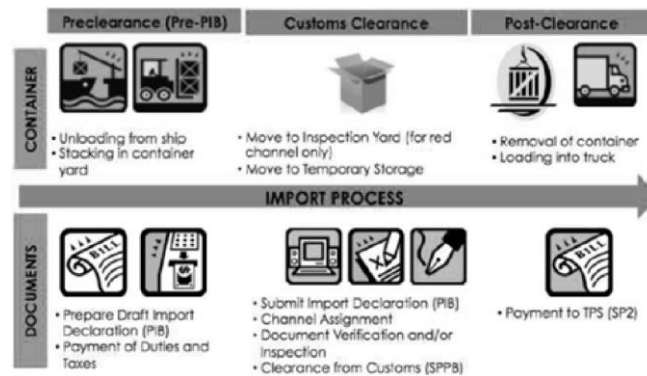 Preclearance (Pre-PIB)
Customs Clearance
Post-Clearance
CONTAINER
• Unloading from ship
• Stacking in container
yard
• Move to Inspection Yard (for red
channel only)
• Move to Temporary Storage
• Removal of container
• Loading into truck
IMPORT PROCESS
DOCUMENTS
BILL
BILL
• Prepare Draft Import
Declaration (PIB)
• Payment of Duties and
Taxes
• Submit Import Declaration (PIB)
• Channel Assignment
• Document Verification and/or
Inspection
• Clearance from Customs (SPPB)
• Payment to TPS (SP2)